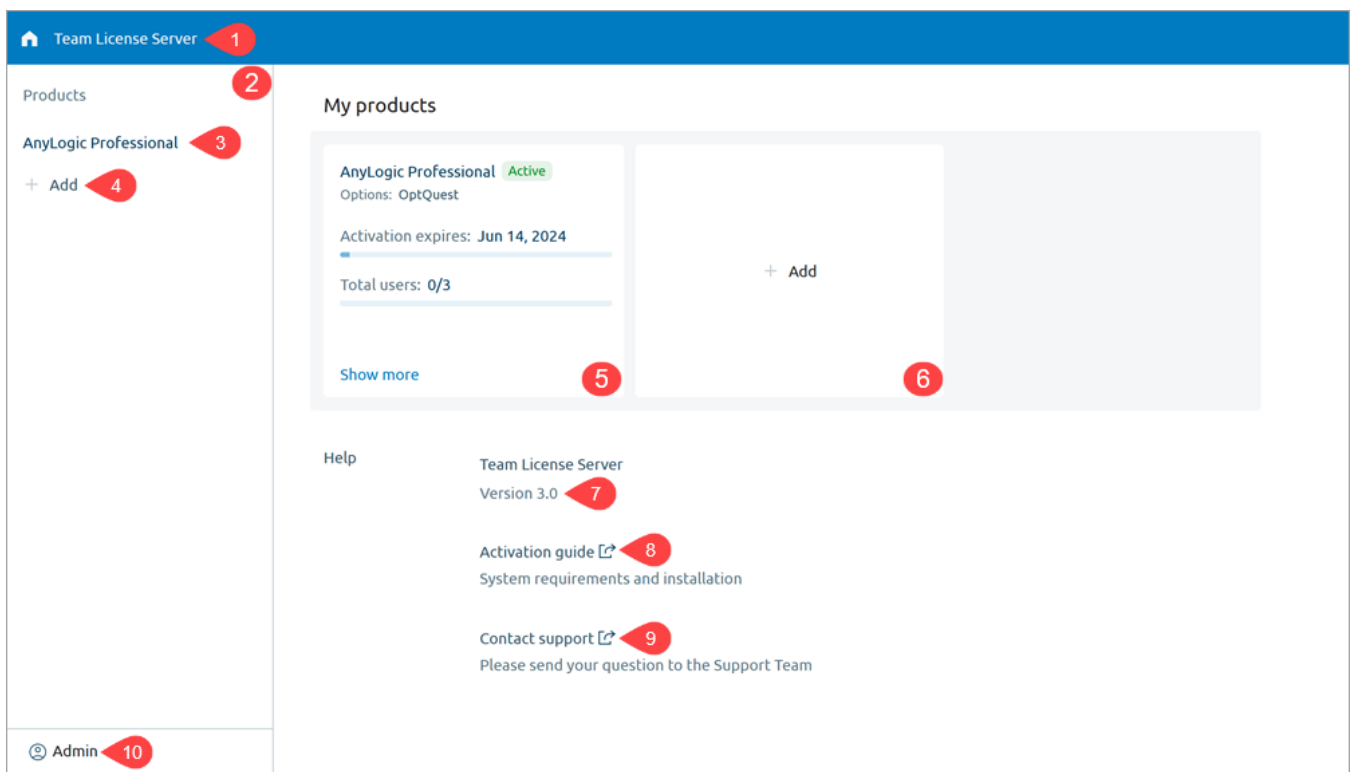 Team License Server 1
2
Products
AnyLogic Professional 3
+ Add 4
My products
AnyLogic Professional Active
Options: OptQuest
Activation expires: Jun 14, 2024
Total users: 0/3
Show more 5
+ Add
6
Help
Team License Server
Version 3.0 7
Activation guide 8
System requirements and installation
Contact support 9
Please send your question to the Support Team
Admin 10